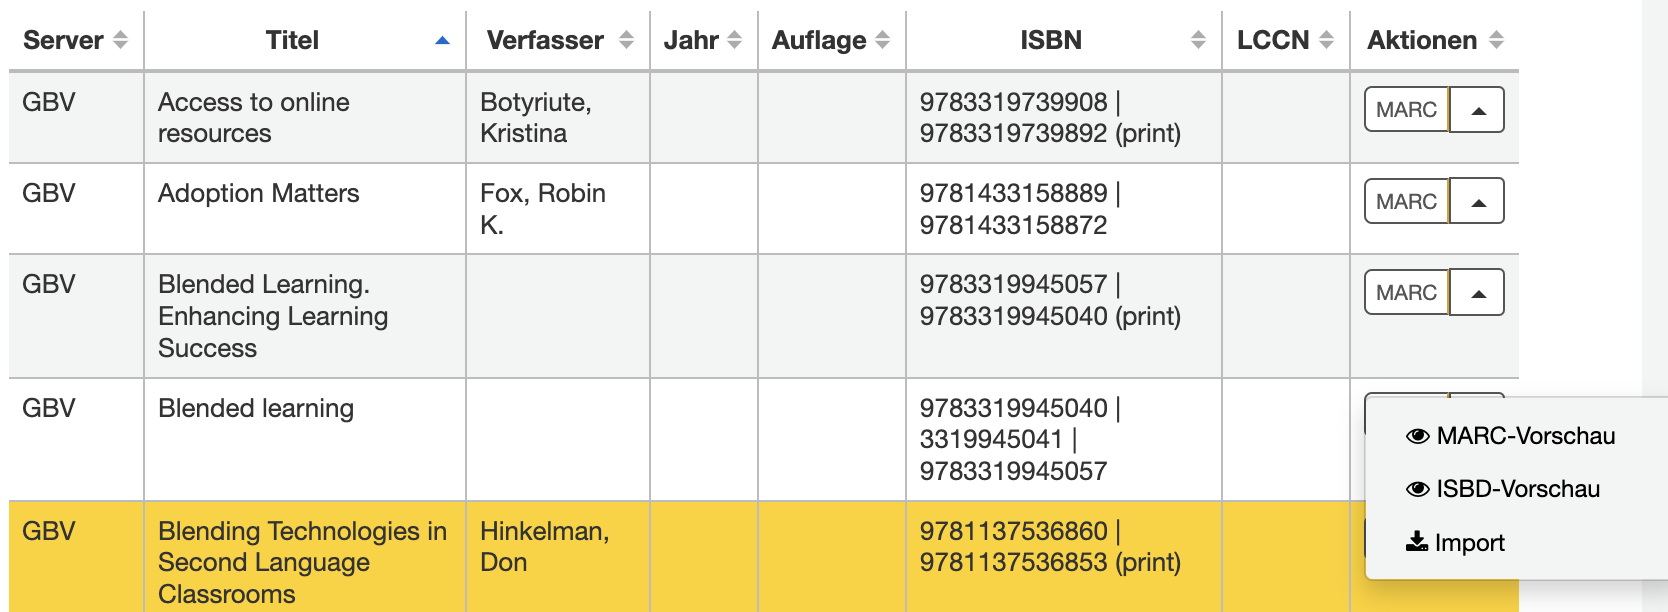 Server Titel Verfasser Jahr Auflage ISBN LCCN Aktionen
GBV Access to online Botyriute, 9783319739908 | MARC
resources Kristina 9783319739892 (print)
GBV Adoption Matters Fox, Robin 9781433158889 | MARC
K. 9781433158872
GBV Blended Learning. 9783319945057 | MARC
Enhancing Learning 9783319945040 (print)
Success
GBV Blended learning 9783319945040 |
3319945041 |
9783319945057
MARC-Vorschau
ISBD-Vorschau
Import
GBV Blending Technologies in Hinkelman, 9781137536860 |
Second Language Don 9781137536853 (print)
Classrooms